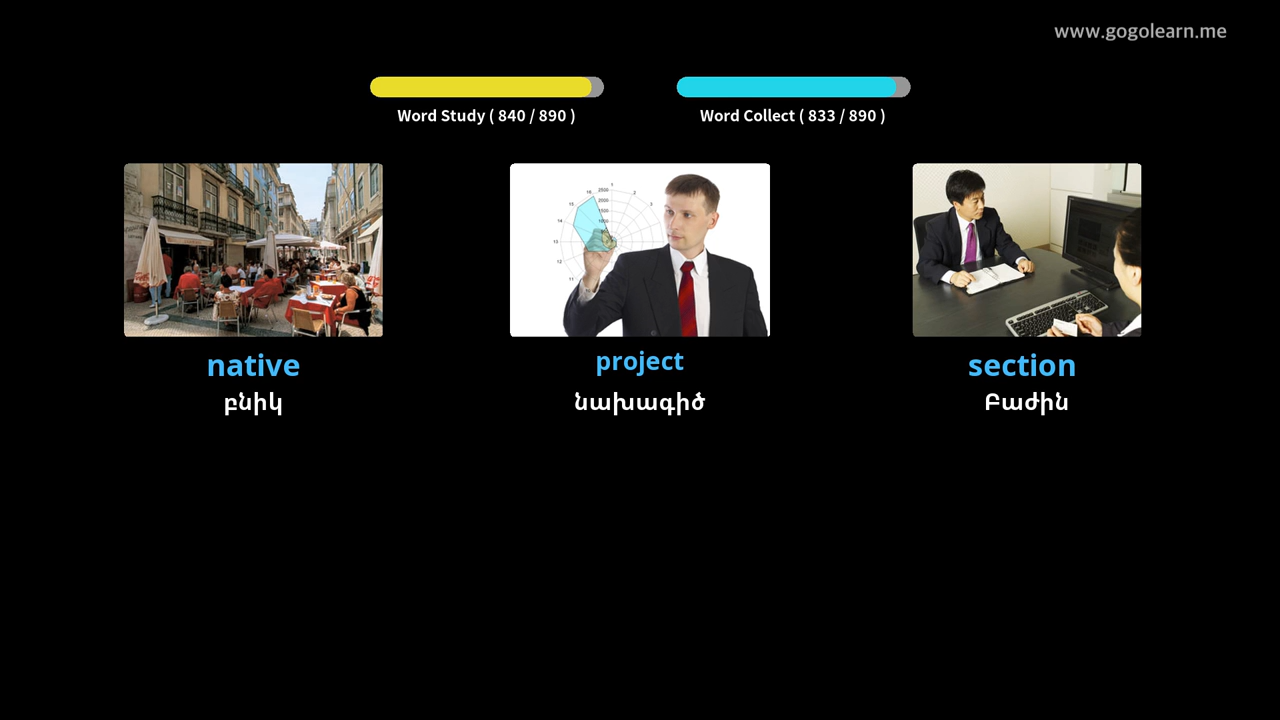 www.gogolearn.me
Word Study ( 840 / 890 )
Word Collect ( 833 / 890 )
native
բնիկ
project
նախագիծ
section
Բաժին